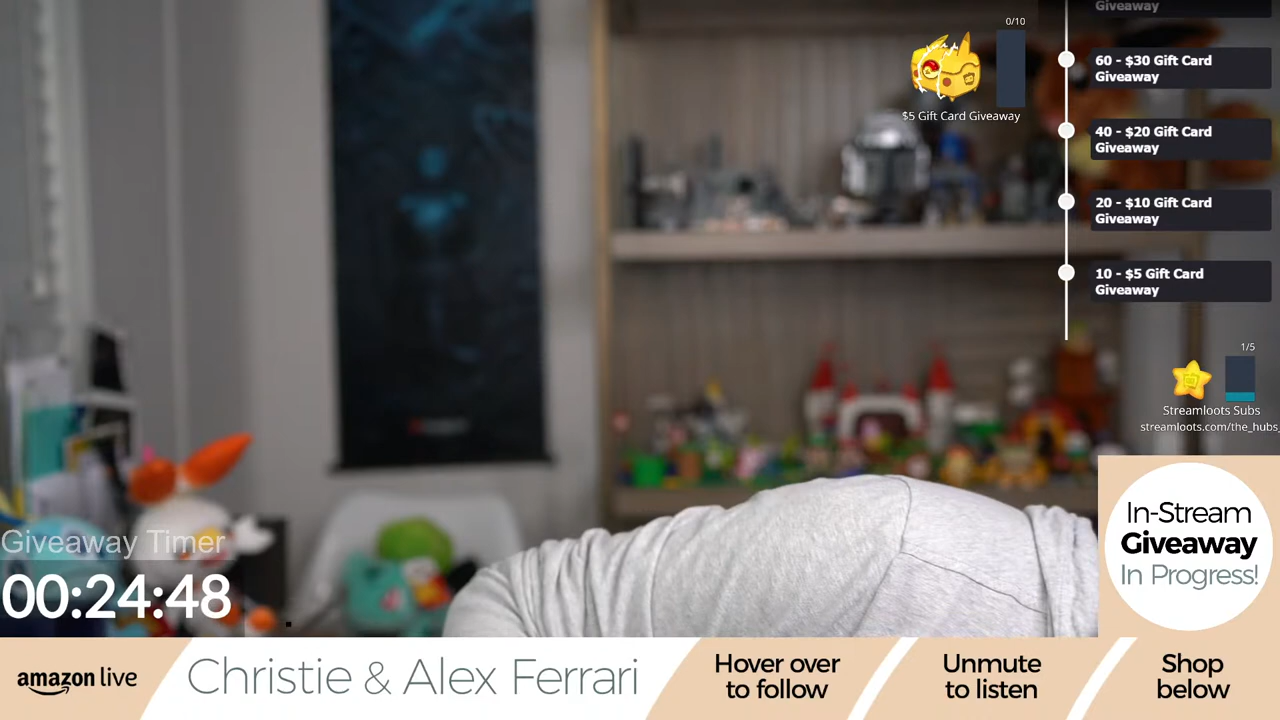 Giveaway
0/10
$5 Gift Card Giveaway
60 - $30 Gift Card
Giveaway
40 - $20 Gift Card
Giveaway
20 - $10 Gift Card
Giveaway
10 - $5 Gift Card
Giveaway
1/5
Streamloots Subs
streamloots.com/the_hubs_
Giveaway Timer
00:24:48
In-Stream
Giveaway
In Progress!
amazon live
Christie & Alex Ferrari
Hover over
to follow
Unmute
to listen
Shop
below